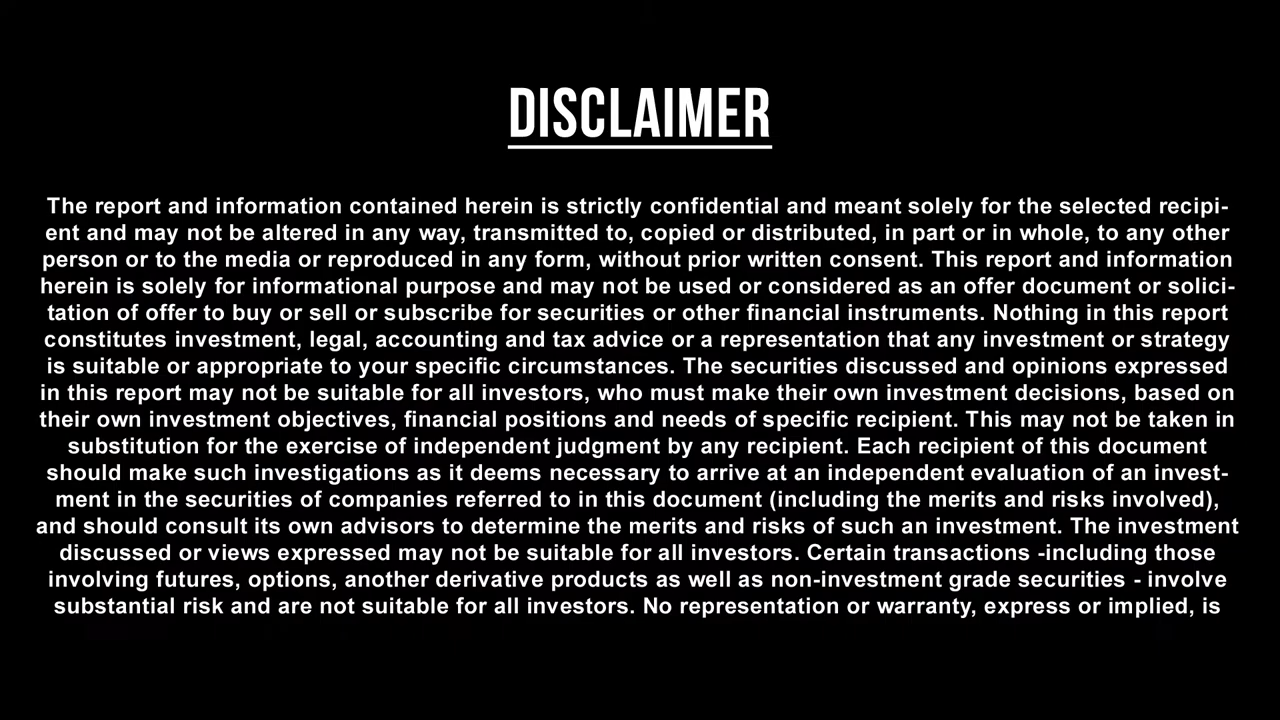 DISCLAIMER
The report and information contained herein is strictly confidential and meant solely for the selected recipi-
ent and may not be altered in any way, transmitted to, copied or distributed, in part or in whole, to any other
person or to the media or reproduced in any form, without prior written consent. This report and information
herein is solely for informational purpose and may not be used or considered as an offer document or solici-
tation of offer to buy or sell or subscribe for securities or other financial instruments. Nothing in this report
constitutes investment, legal, accounting and tax advice or a representation that any investment or strategy
is suitable or appropriate to your specific circumstances. The securities discussed and opinions expressed
in this report may not be suitable for all investors, who must make their own investment decisions, based on
their own investment objectives, financial positions and needs of specific recipient. This may not be taken in
substitution for the exercise of independent judgment by any recipient. Each recipient of this document
should make such investigations as it deems necessary to arrive at an independent evaluation of an invest-
ment in the securities of companies referred to in this document (including the merits and risks involved),
and should consult its own advisors to determine the merits and risks of such an investment. The investment
discussed or views expressed may not be suitable for all investors. Certain transactions -including those
involving futures, options, another derivative products as well as non-investment grade securities - involve
substantial risk and are not suitable for all investors. No representation or warranty, express or implied, is